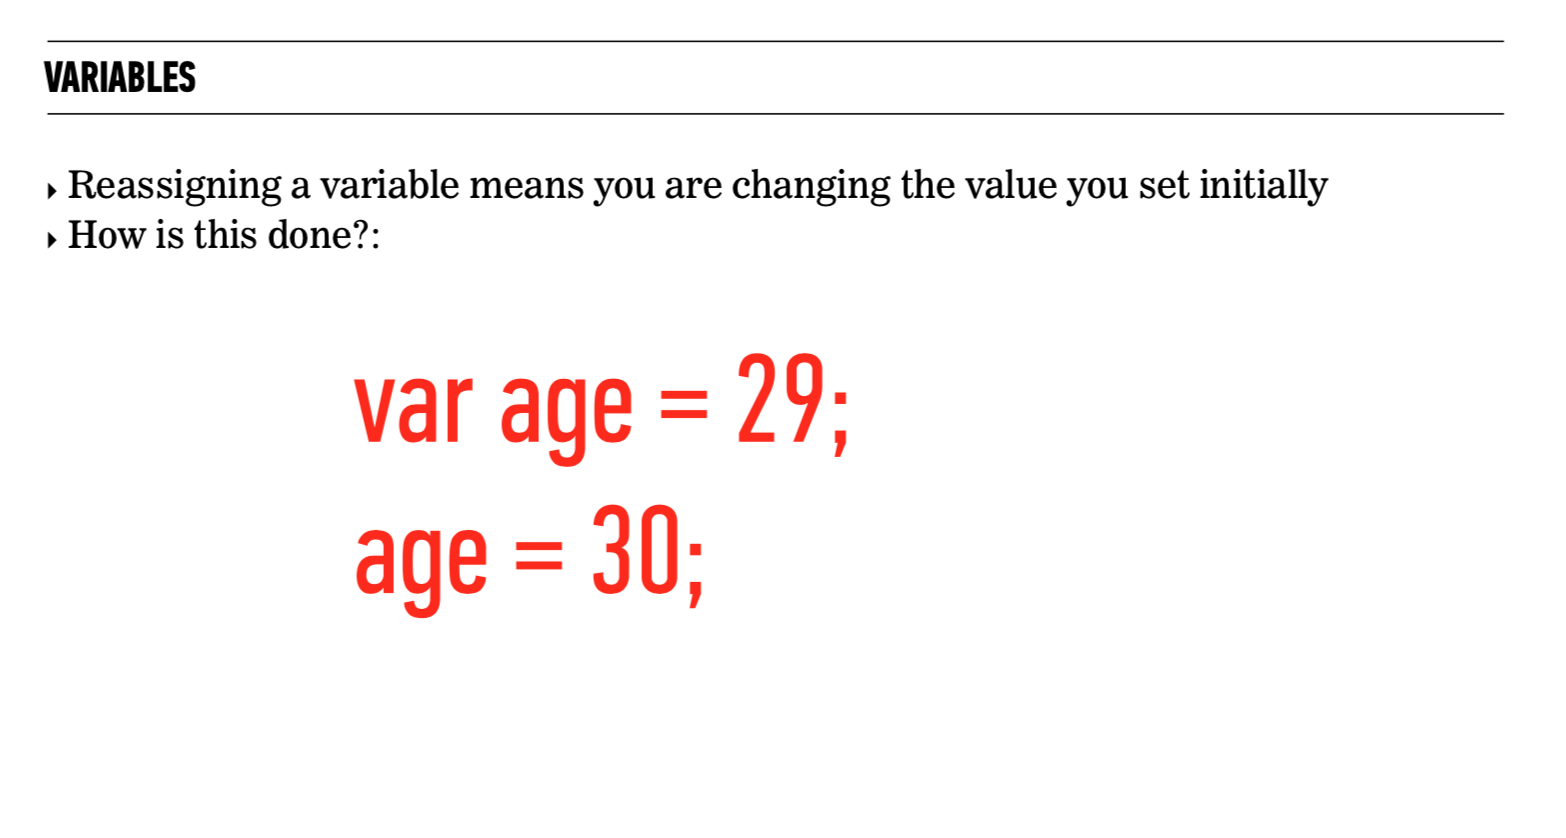 VARIABLES
▸ Reassigning a variable means you are changing the value you set initially
▸ How is this done?:
var age = 29;
age = 30;